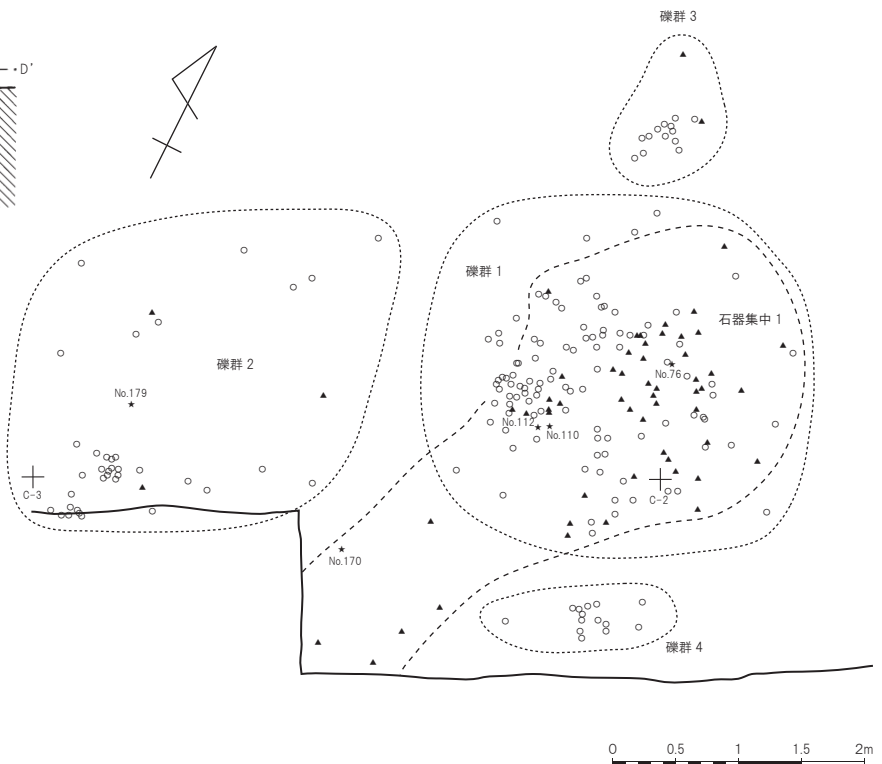 礫群 3
・D'
礫群 1
石器集中 1
礫群 2
No.76
No.179
No.112
No.110
C-3
C-2
No.170
礫群 4
0 0.5 1 1.5 2m